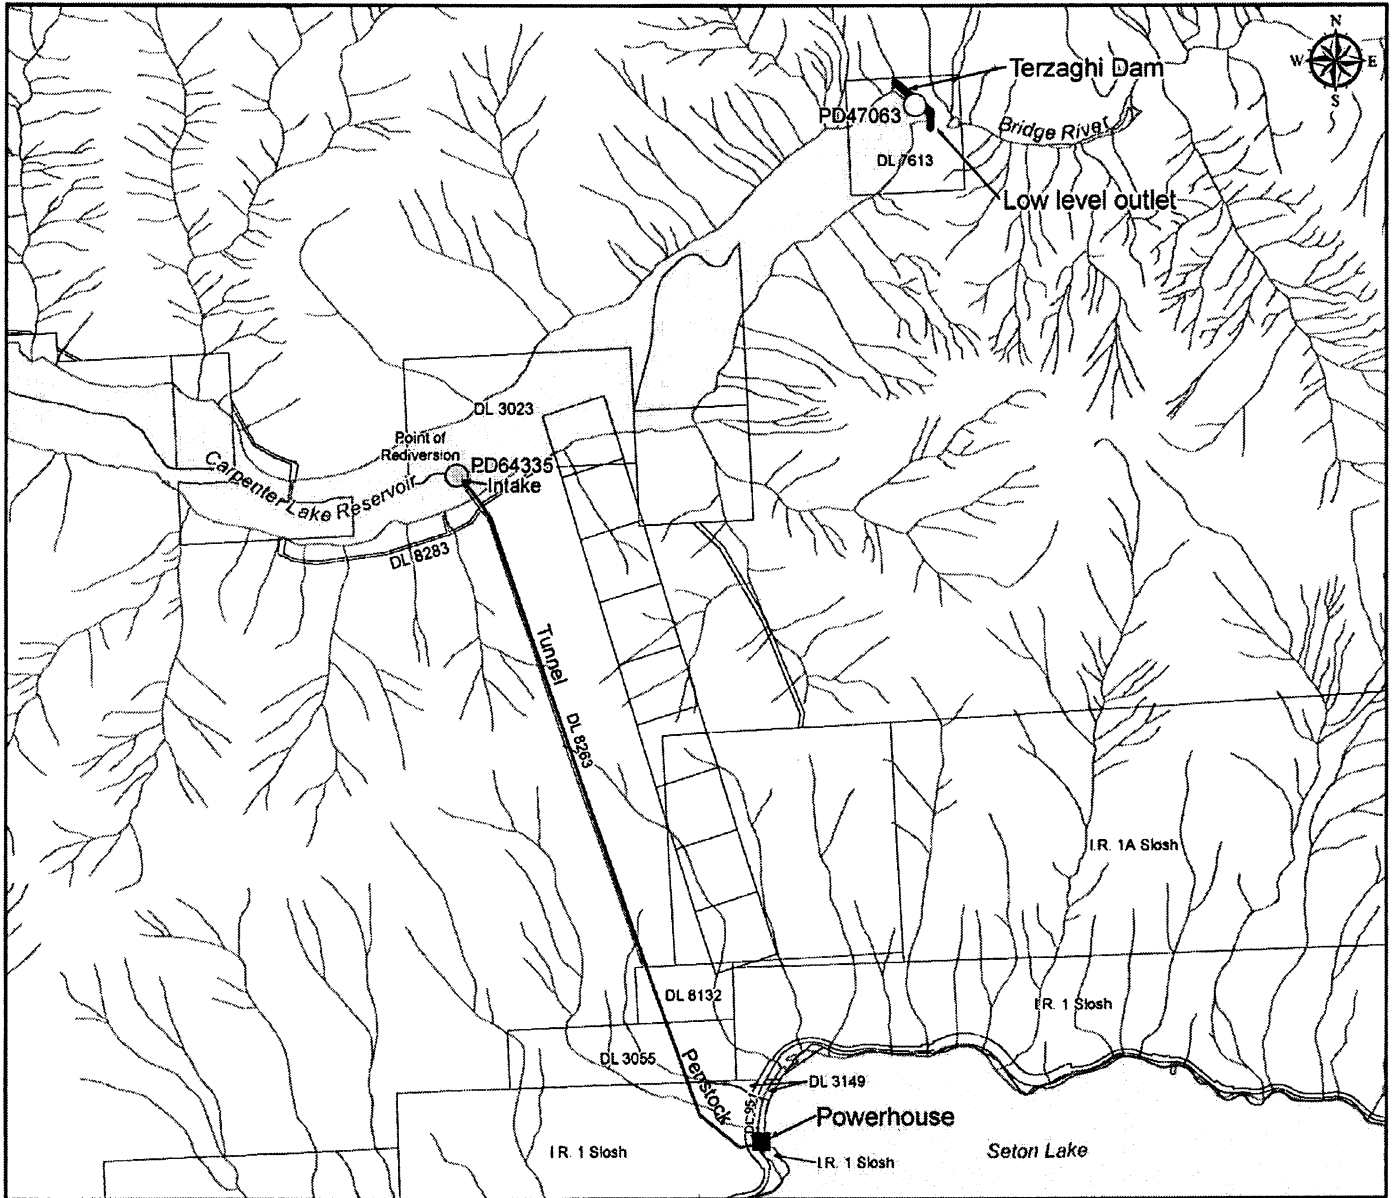 N
W E
S
Terzaghi Dam
PD47063
Bridge River
DL 7613
Low level outlet
DL 3023
Point of
Rediversion
PD64335
Intake
Carpenter Lake Reservoir
DL 8283
Tunnel
DL 8263
I.R. 1A Slosh
DL 8132
I.R. 1 Slosh
DL 3055
Penstock
DL 3149
Powerhouse
I.R. 1 Slosh
I.R. 1 Slosh
Seton Lake